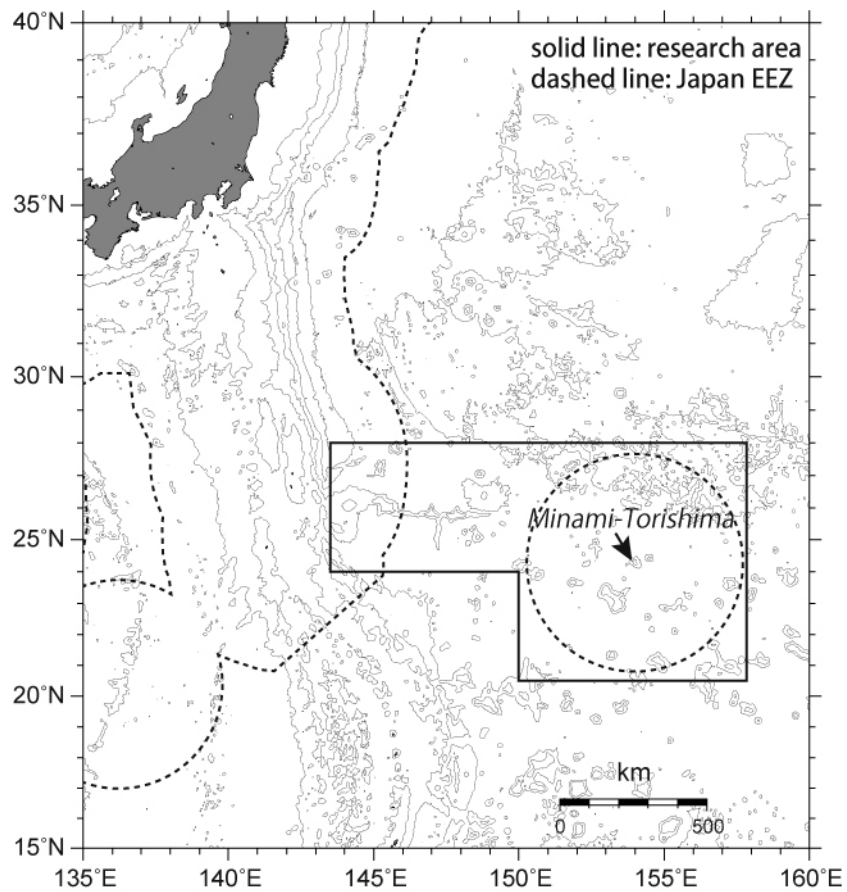 40°N
solid line: research area
dashed line: Japan EEZ
35°N
30°N
25°N
Minami-Torishima
20°N
km
0 500
15°N
135°E 140°E 145°E 150°E 155°E 160°E